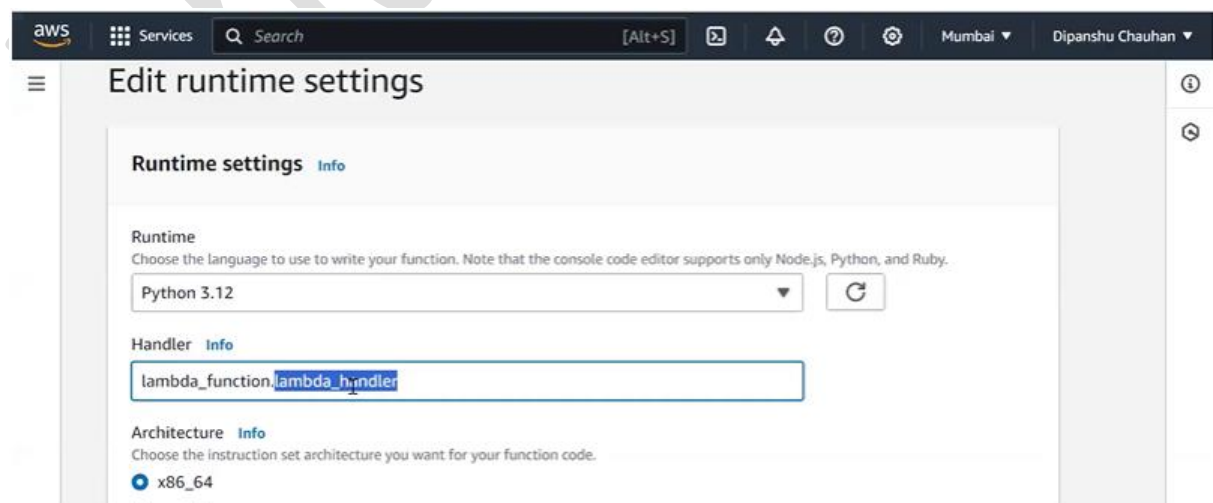 aws Services Search [Alt+S] Mumbai Dipanshu Chauhan
Edit runtime settings
Runtime settings Info
Runtime
Choose the language to use to write your function. Note that the console code editor supports only Node.js, Python, and Ruby.
Python 3.12
Handler Info
lambda_function.lambda_handler
Architecture Info
Choose the instruction set architecture you want for your function code.
x86_64